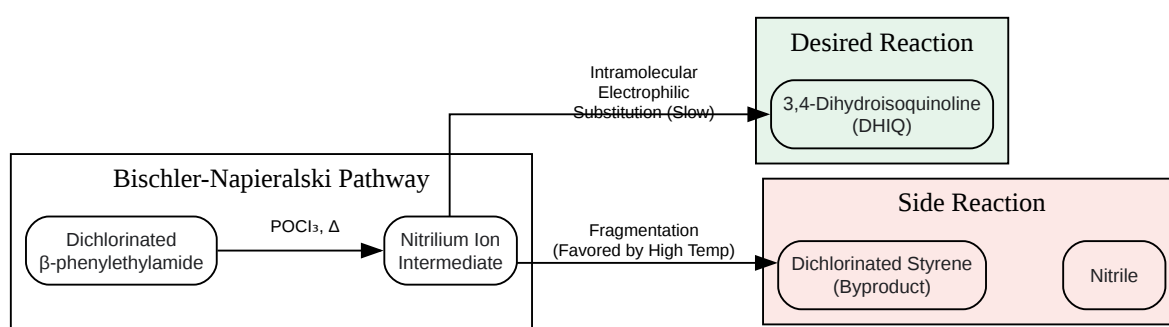 Desired Reaction
Intramolecular
Electrophilic
Substitution (Slow)
3,4-Dihydroisoquinoline
(DHIQ)
Bischler-Napieralski Pathway
Dichlorinated
β-phenylethylamide
POCl₃, Δ
Nitrilium Ion
Intermediate
Fragmentation
(Favored by High Temp)
Side Reaction
Dichlorinated Styrene
(Byproduct)
Nitrile